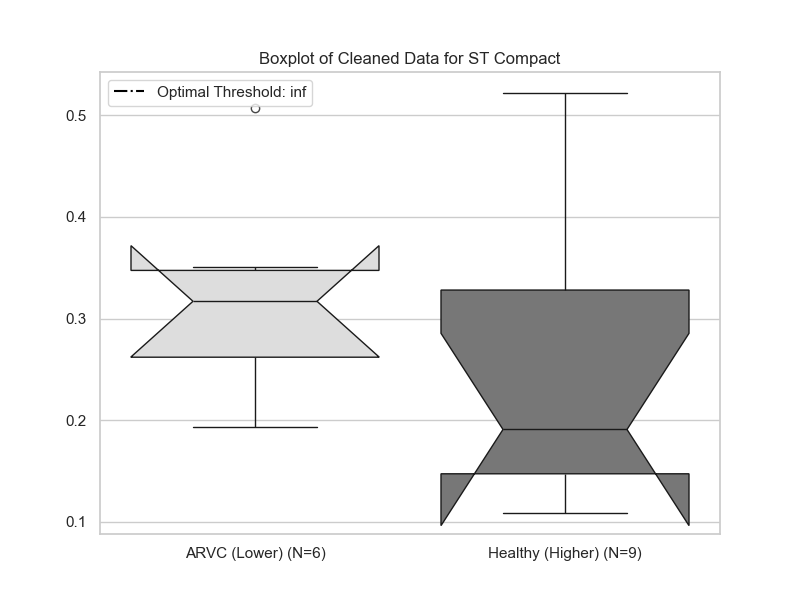 Boxplot of Cleaned Data for ST Compact
Optimal Threshold: inf
0.5
0.4
0.3
0.2
0.1
ARVC (Lower) (N=6)
Healthy (Higher) (N=9)